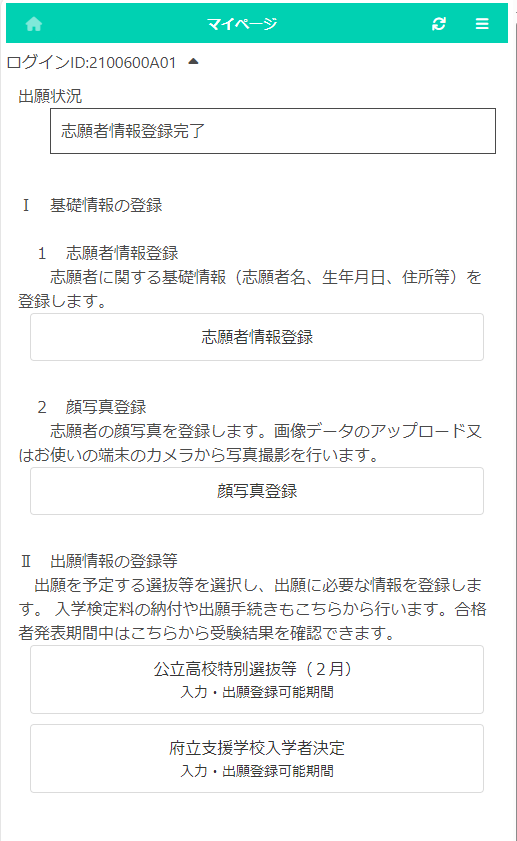 マイページ
ログインID:2100600A01
出願状況
志願者情報登録完了
Ⅰ　基礎情報の登録
１　志願者情報登録
志願者に関する基礎情報（志願者名、生年月日、住所等）を
登録します。
志願者情報登録
２　顔写真登録
志願者の顔写真を登録します。画像データのアップロード又
はお使いの端末のカメラから写真撮影を行います。
顔写真登録
Ⅱ　出願情報の登録等
出願を予定する選抜等を選択し、出願に必要な情報を登録しま
す。 入学検定料の納付や出願手続きもこちらから行います。合格
者発表期間中はこちらから受験結果を確認できます。
公立高校特別選抜等（２月）
入力・出願登録可能期間
府立支援学校入学者決定
入力・出願登録可能期間